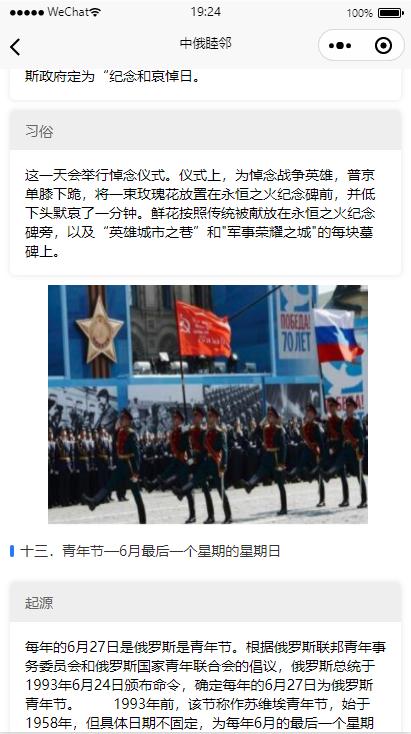 WeChat
19:24
100%
中俄睦邻
斯政府定为“纪念和哀悼日。
习俗
这一天会举行悼念仪式。仪式上，为悼念战争英雄，普京
单膝下跪，将一束玫瑰花放置在永恒之火纪念碑前，并低
下头默哀了一分钟。鲜花按照传统被献放在永恒之火纪念
碑旁，以及“英雄城市之巷”和"军事荣耀之城"的每块墓
碑上。
ПОБЕДА!
70 ЛЕТ
ПОБЕДА!
十三．青年节—6月最后一个星期的星期日
起源
每年的6月27日是俄罗斯是青年节。根据俄罗斯联邦青年事
务委员会和俄罗斯国家青年联合会的倡议，俄罗斯总统于
1993年6月24日颁布命令，确定每年的6月27日为俄罗斯
青年节。 1993年前，该节称作苏维埃青年节，始于
1958年，但具体日期不固定，为每年6月的最后一个星期